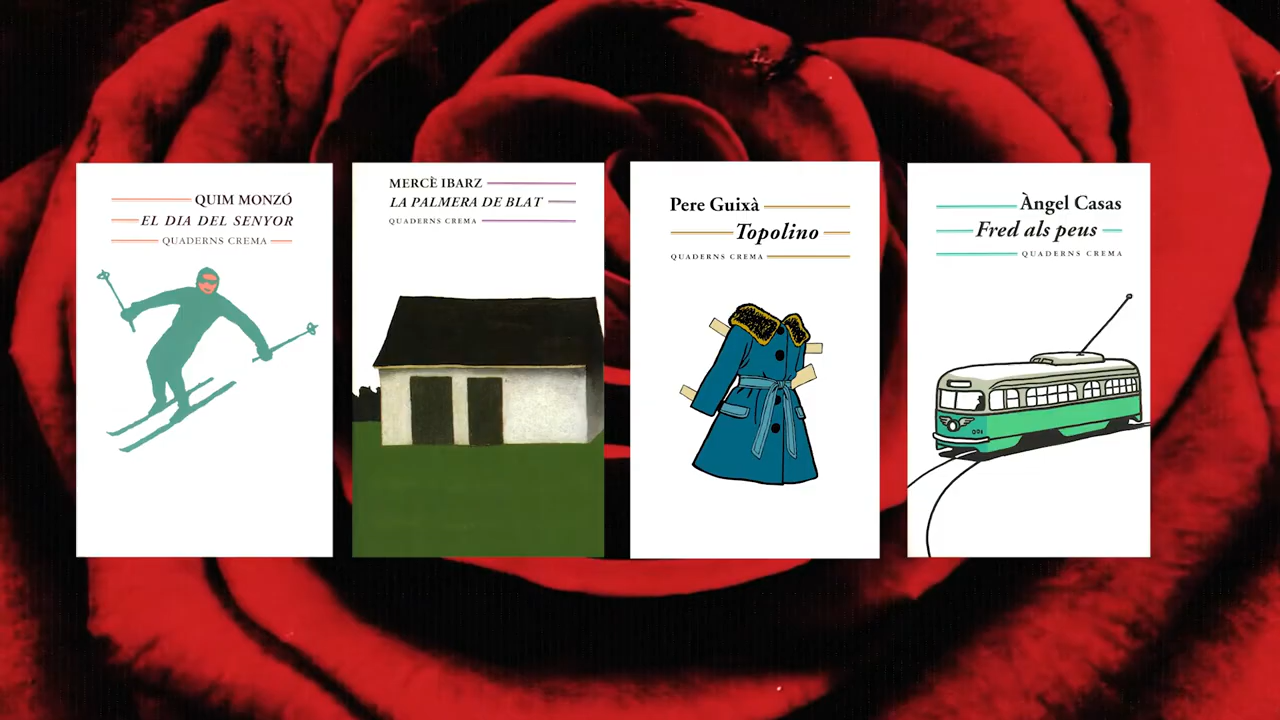 QUIM MONZÓ
EL DIA DEL SENYOR
QUADERNS CREMA
MERCÈ IBARZ
LA PALMERA DE BLAT
QUADERNS CREMA
Pere Guixà
Topolino
QUADERNS CREMA
Àngel Casas
Fred als peus
QUADERNS CREMA
001